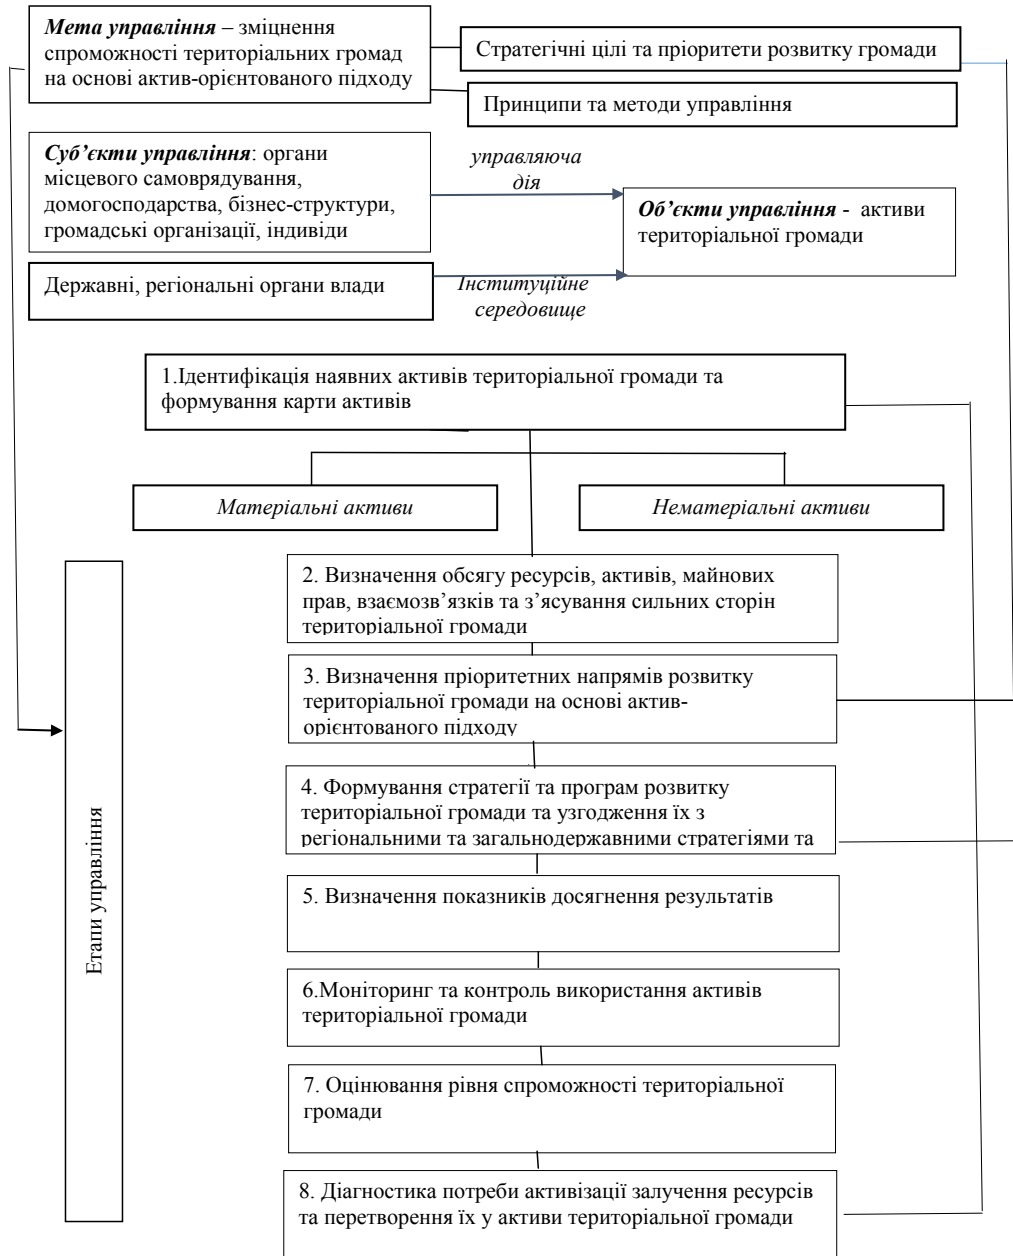 Мета управління – зміцнення
спроможності територіальних громад
на основі актив-орієнтованого підходу
Стратегічні цілі та пріоритети розвитку громади
Принципи та методи управління
Суб’єкти управління: органи
місцевого самоврядування,
домогосподарства, бізнес-структури,
громадські організації, індивіди
управляюча
дія
Об’єкти управління - активи
територіальної громади
Державні, регіональні органи влади
Інституційне
середовище
1.Ідентифікація наявних активів територіальної громади та
формування карти активів
Матеріальні активи
Нематеріальні активи
Етапи управління
2. Визначення обсягу ресурсів, активів, майнових
прав, взаємозв’язків та з’ясування сильних сторін
територіальної громади
3. Визначення пріоритетних напрямів розвитку
територіальної громади на основі актив-
орієнтованого підходу
4. Формування стратегії та програм розвитку
територіальної громади та узгодження їх з
регіональними та загальнодержавними стратегіями та
5. Визначення показників досягнення результатів
6.Моніторинг та контроль використання активів
територіальної громади
7. Оцінювання рівня спроможності територіальної
громади
8. Діагностика потреби активізації залучення ресурсів
та перетворення їх у активи територіальної громади